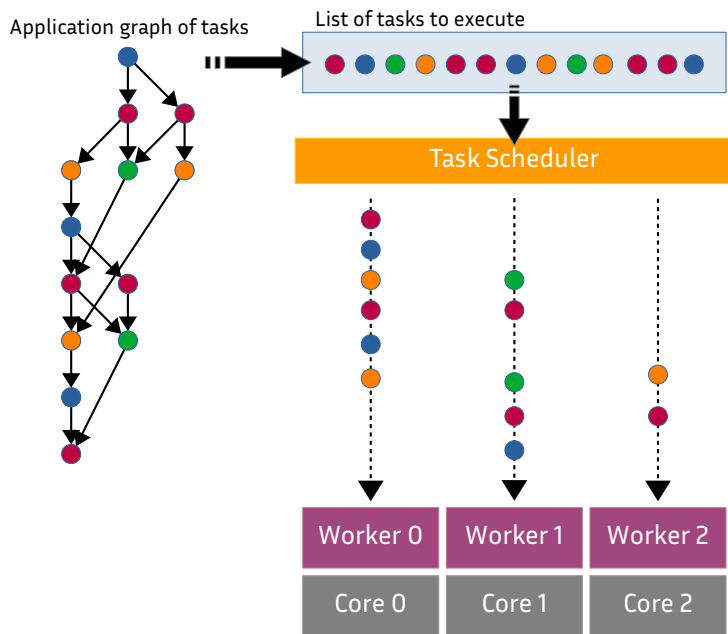 Application graph of tasks
List of tasks to execute
Task Scheduler
Worker 0
Worker 1
Worker 2
Core 0
Core 1
Core 2